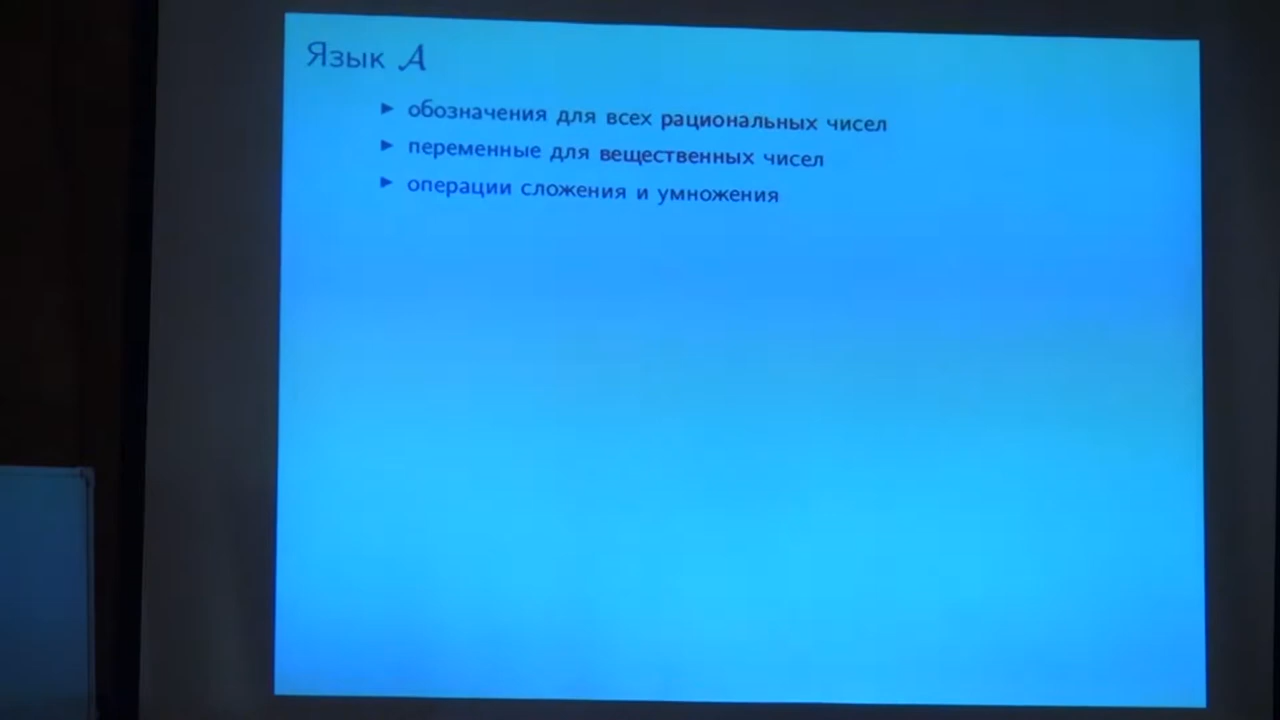 Язык 𝒜
► обозначения для всех рациональных чисел
► переменные для вещественных чисел
► операции сложения и умножения